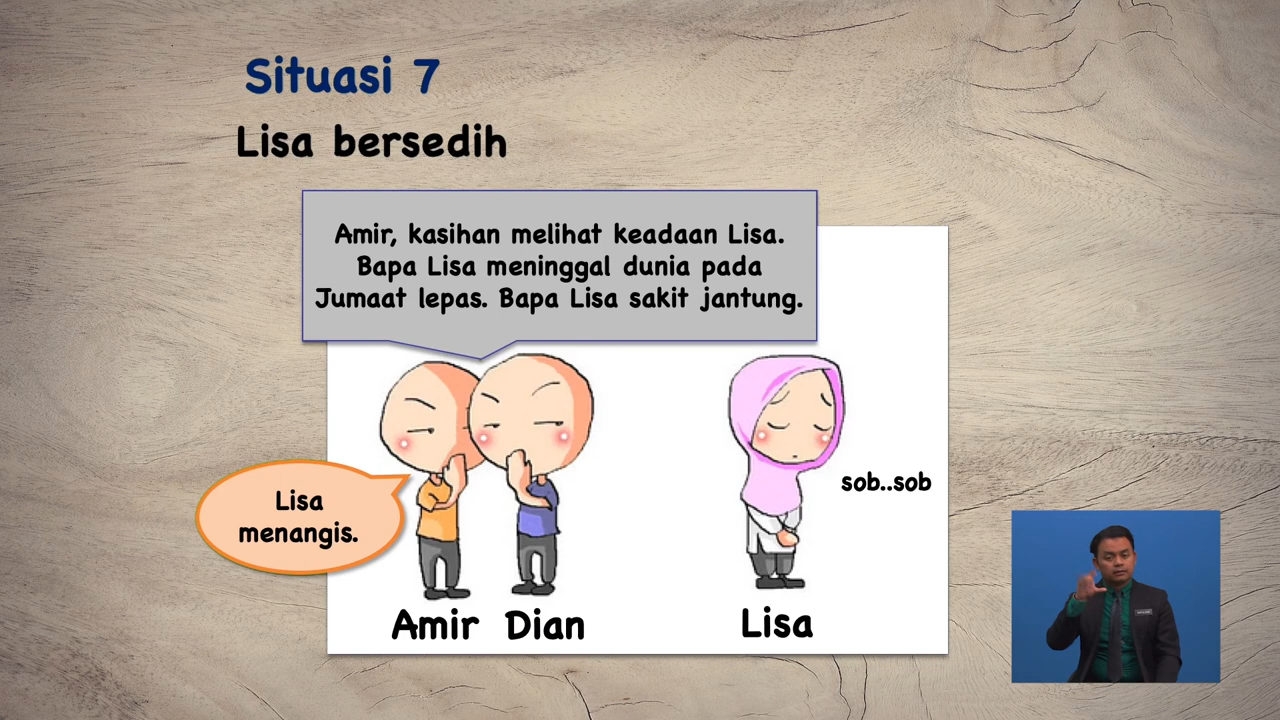 Situasi 7
Lisa bersedih
Amir, kasihan melihat keadaan Lisa.
Bapa Lisa meninggal dunia pada
Jumaat lepas. Bapa Lisa sakit jantung.
Lisa
menangis.
sob..sob
Amir Dian
Lisa